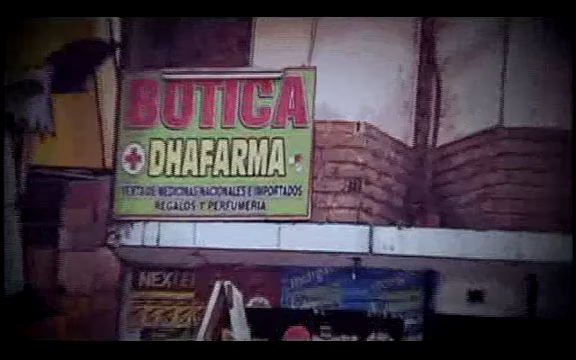 BOTICA
DHAFARMA
VENTA DE MEDICINAS NACIONALES E IMPORTADOS
REGALOS Y PERFUMERIA
NEXTEL